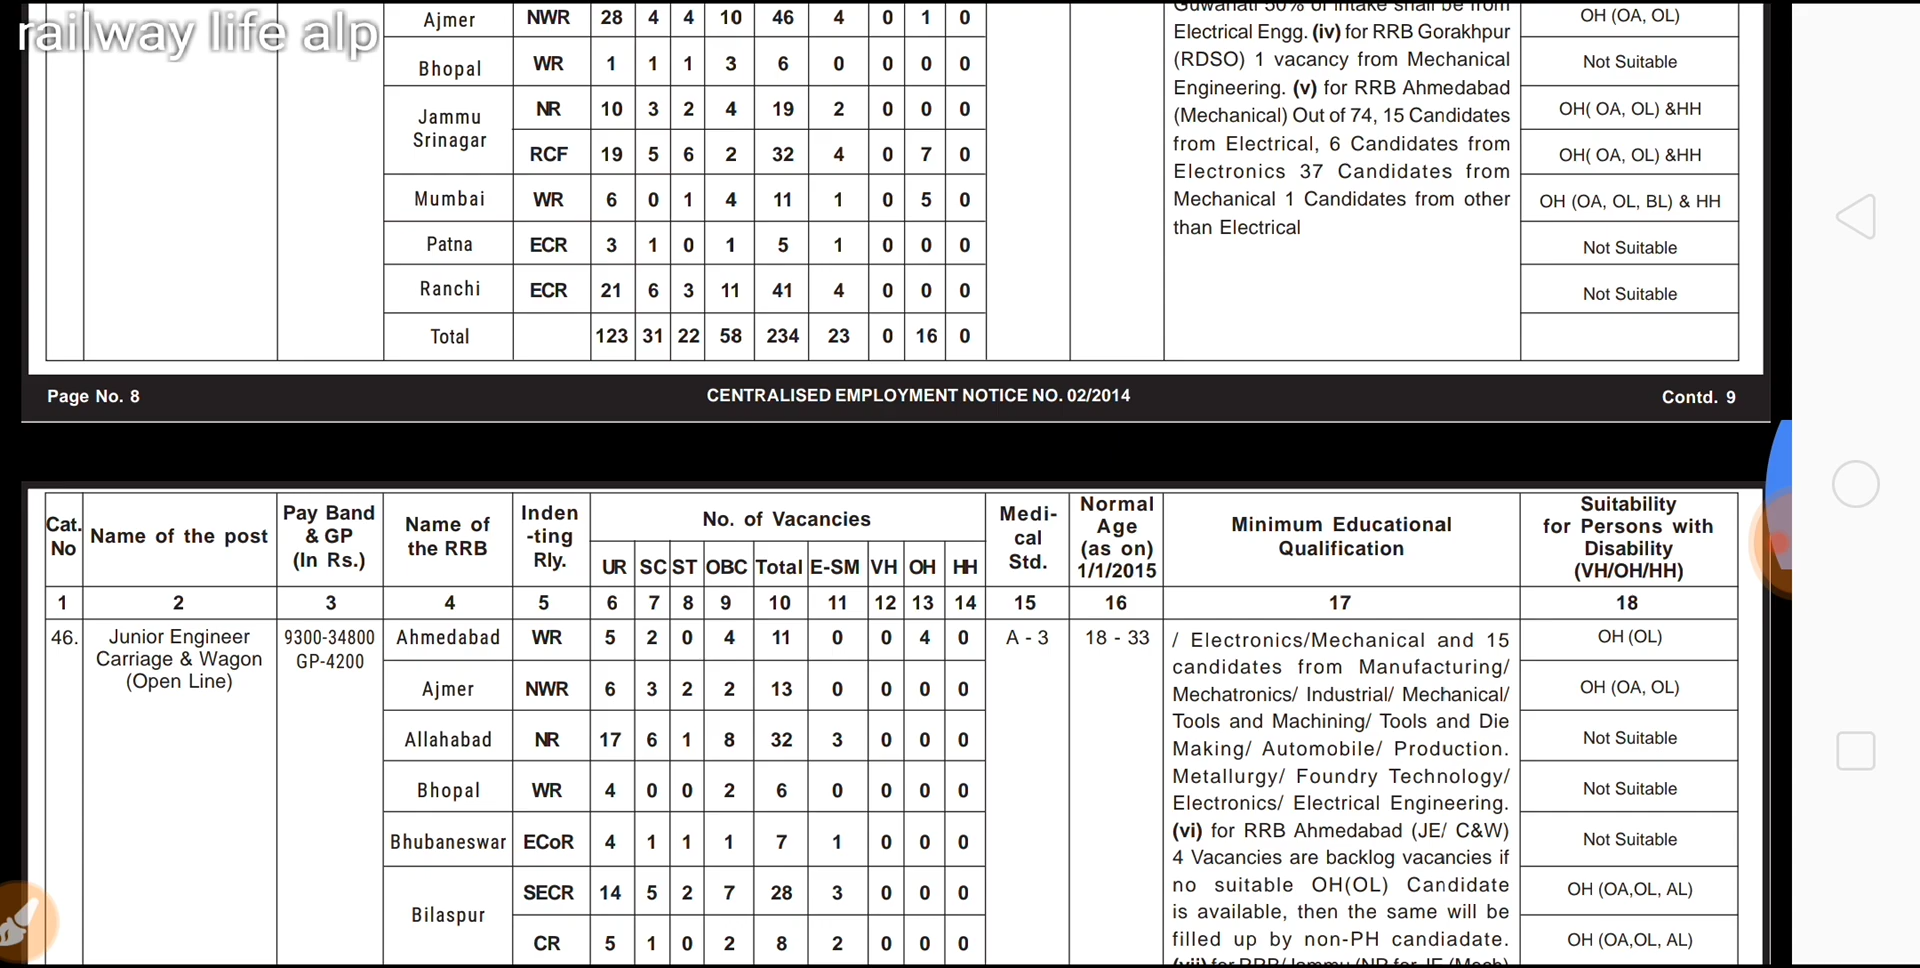 railway life alp
Ajmer NWR 28 4 4 10 46 4 0 1 0 OH (OA, OL)
Bhopal WR 1 1 1 3 6 0 0 0 0 Not Suitable
Jammu Srinagar NR 10 3 2 4 19 2 0 0 0 OH( OA, OL) &HH
RCF 19 5 6 2 32 4 0 7 0 OH( OA, OL) &HH
Mumbai WR 6 0 1 4 11 1 0 5 0 OH (OA, OL, BL) & HH
Patna ECR 3 1 0 1 5 1 0 0 0 Not Suitable
Ranchi ECR 21 6 3 11 41 4 0 0 0 Not Suitable
Total 123 31 22 58 234 23 0 16 0
Guwahati 50% of intake shall be from
Electrical Engg. (iv) for RRB Gorakhpur
(RDSO) 1 vacancy from Mechanical
Engineering. (v) for RRB Ahmedabad
(Mechanical) Out of 74, 15 Candidates
from Electrical, 6 Candidates from
Electronics 37 Candidates from
Mechanical 1 Candidates from other
than Electrical
Page No. 8 CENTRALISED EMPLOYMENT NOTICE NO. 02/2014 Contd. 9
Cat. No
Name of the post
Pay Band & GP (In Rs.)
Name of the RRB
Inden -ting Rly.
No. of Vacancies
UR SC ST OBC Total E-SM VH OH HH
Medi- cal Std.
Normal Age (as on) 1/1/2015
Minimum Educational Qualification
Suitability for Persons with Disability (VH/OH/HH)
1 2 3 4 5 6 7 8 9 10 11 12 13 14 15 16 17 18
46. Junior Engineer Carriage & Wagon (Open Line) 9300-34800 GP-4200
Ahmedabad WR 5 2 0 4 11 0 0 4 0 A - 3 18 - 33 OH (OL)
Ajmer NWR 6 3 2 2 13 0 0 0 0 OH (OA, OL)
Allahabad NR 17 6 1 8 32 3 0 0 0 Not Suitable
Bhopal WR 4 0 0 2 6 0 0 0 0 Not Suitable
Bhubaneswar ECoR 4 1 1 1 7 1 0 0 0 Not Suitable
Bilaspur SECR 14 5 2 7 28 3 0 0 0 OH (OA,OL, AL)
CR 5 1 0 2 8 2 0 0 0 OH (OA,OL, AL)
/ Electronics/Mechanical and 15
candidates from Manufacturing/
Mechatronics/ Industrial/ Mechanical/
Tools and Machining/ Tools and Die
Making/ Automobile/ Production.
Metallurgy/ Foundry Technology/
Electronics/ Electrical Engineering.
(vi) for RRB Ahmedabad (JE/ C&W)
4 Vacancies are backlog vacancies if
no suitable OH(OL) Candidate
is available, then the same will be
filled up by non-PH candiadate.
(vii) for RRB/Jammu (NR for JE (Mech)